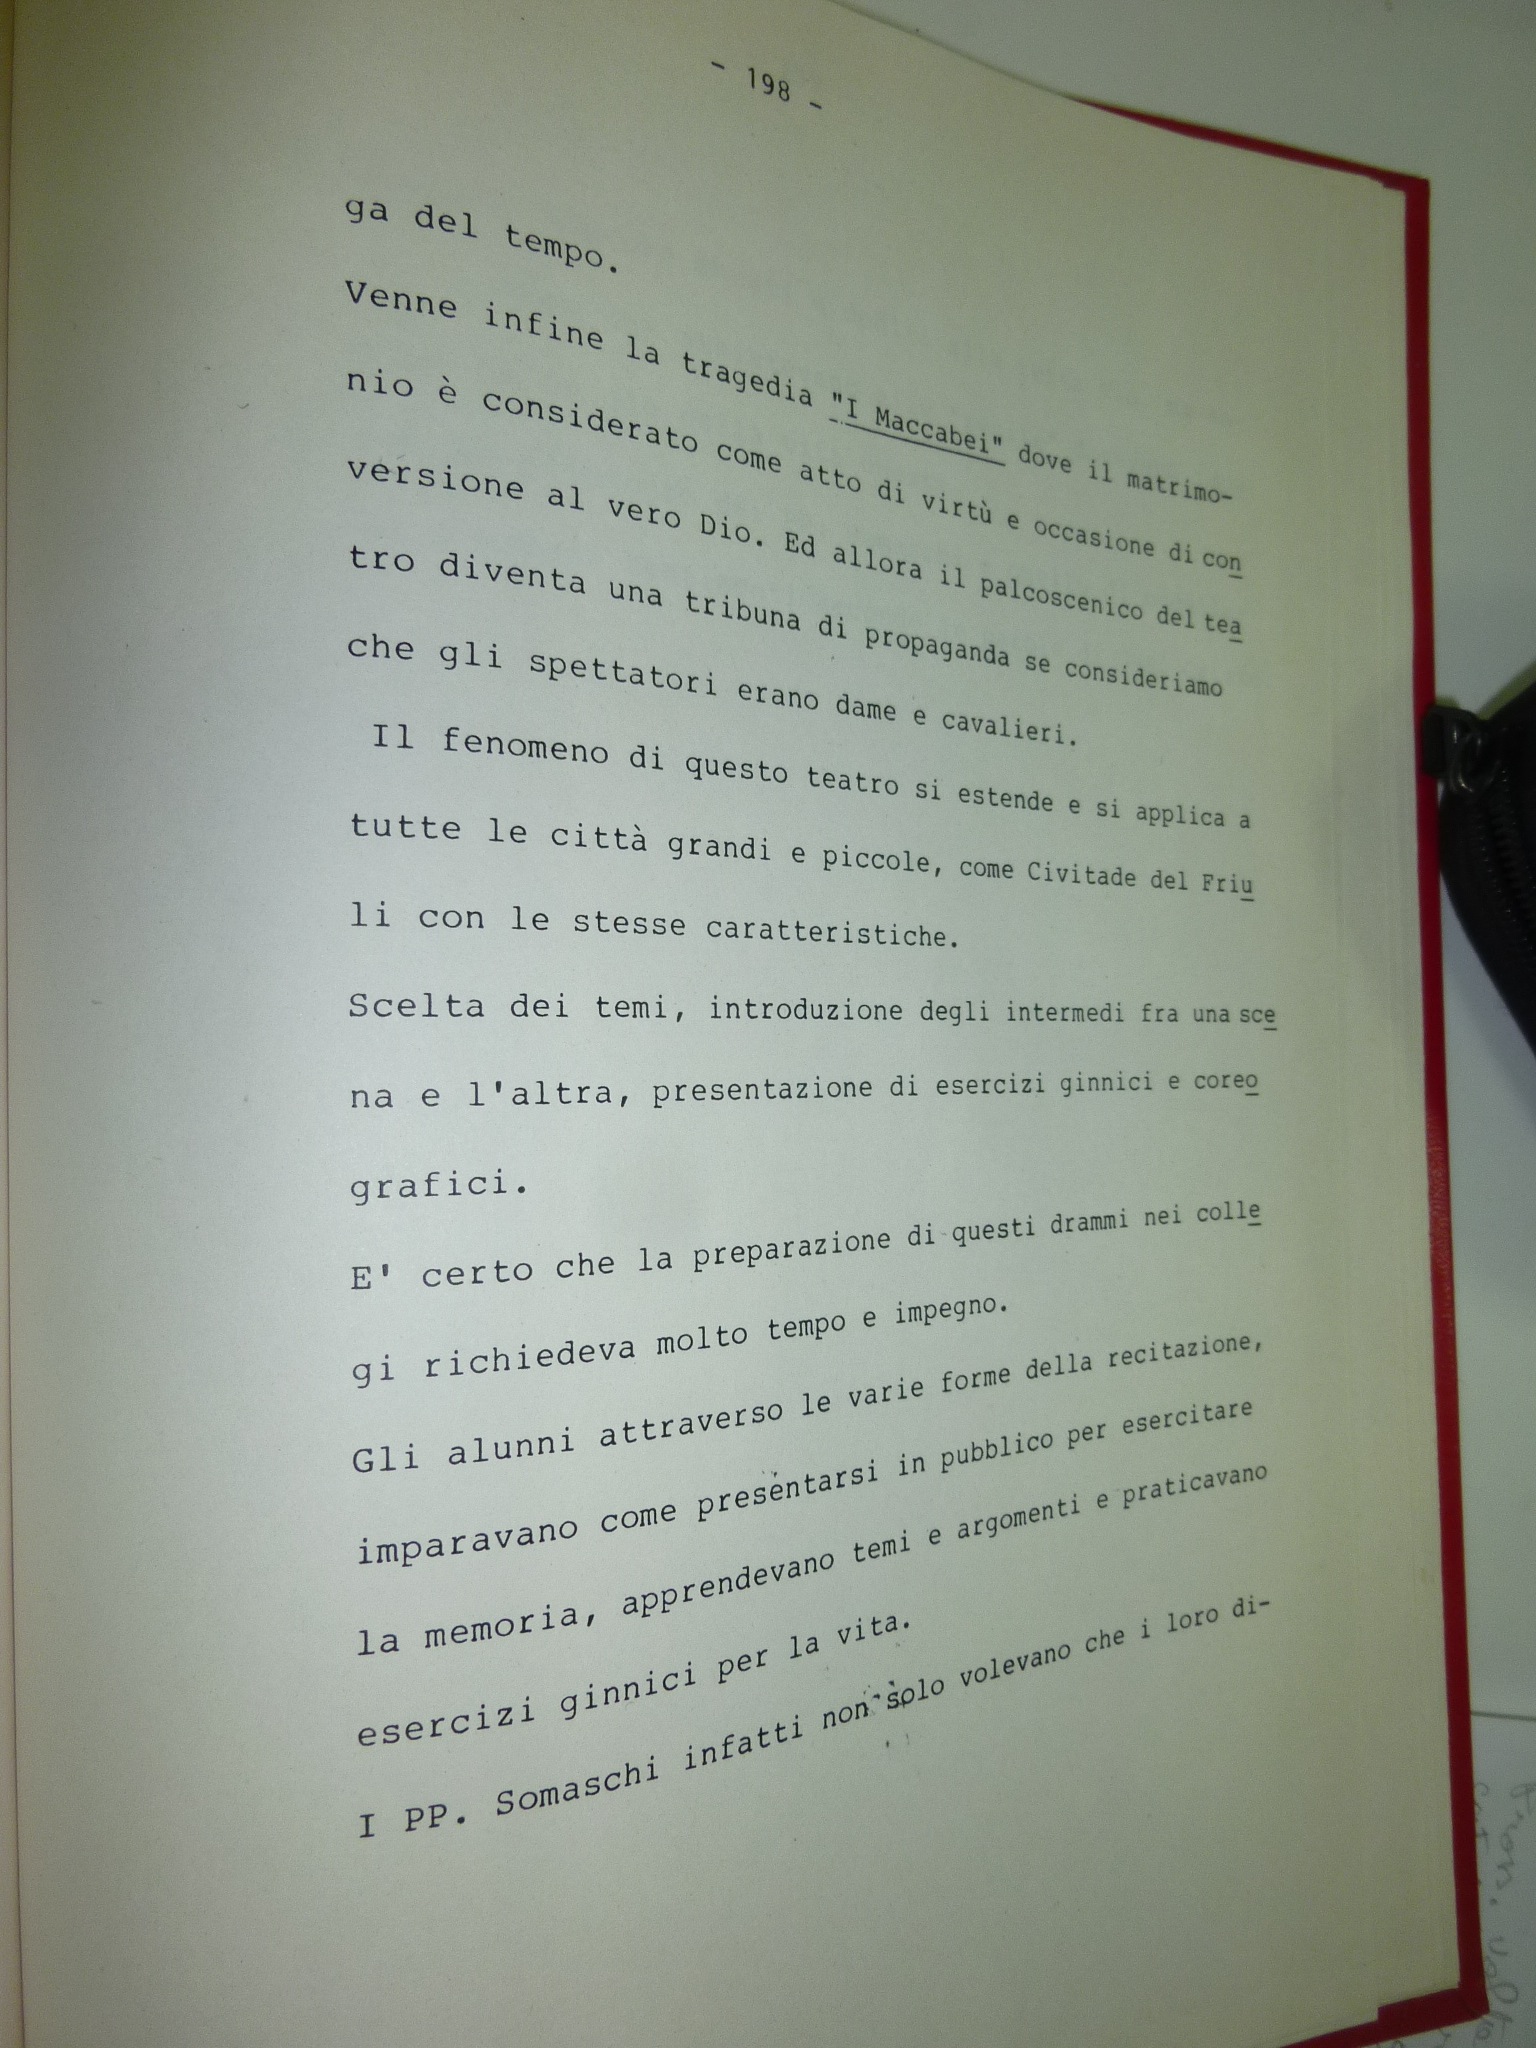 - 198 -
ga del tempo.
Venne infine la tragedia "I Maccabei" dove il matrimo-
nio è considerato come atto di virtù e occasione di con
versione al vero Dio. Ed allora il palcoscenico del tea
tro diventa una tribuna di propaganda se consideriamo
che gli spettatori erano dame e cavalieri.
Il fenomeno di questo teatro si estende e si applica a
tutte le città grandi e piccole, come Civitade del Friu
li con le stesse caratteristiche.
Scelta dei temi, introduzione degli intermedi fra una sce
na e l'altra, presentazione di esercizi ginnici e coreo
grafici.
E' certo che la preparazione di questi drammi nei colle
gi richiedeva molto tempo e impegno.
Gli alunni attraverso le varie forme della recitazione,
imparavano come presentarsi in pubblico per esercitare
la memoria, apprendevano temi e argomenti e praticavano
esercizi ginnici per la vita.
I PP. Somaschi infatti non solo volevano che i loro di-